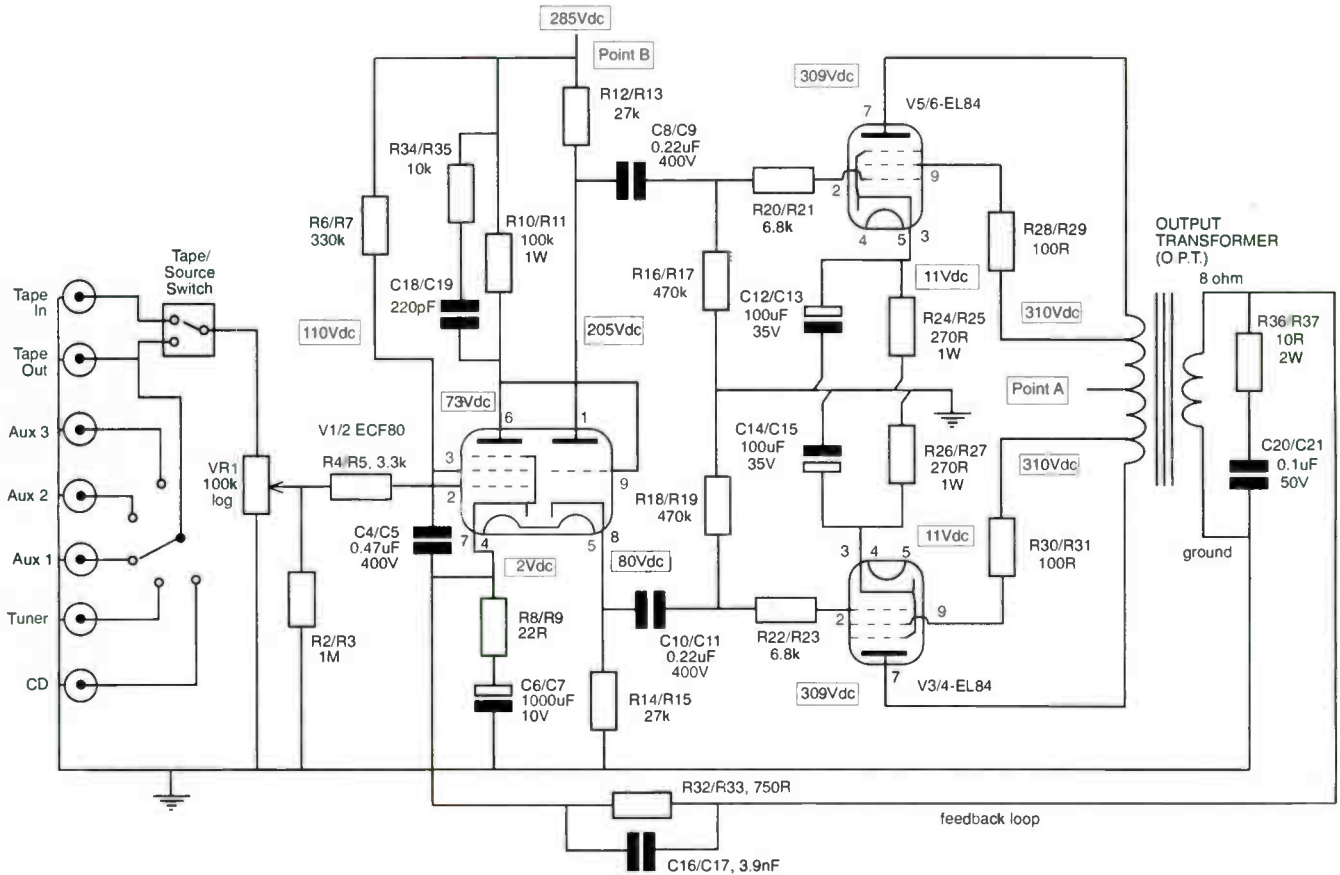 285Vdc
Point B
R12/R13
27k
309Vdc
7
V5/6-EL84
C8/C9
0.22uF
400V
R34/R35
10k
R6/R7
330k
R10/R11
100k
1W
2
9
R20/R21
6.8k
4
5
3
R28/R29
100R
OUTPUT
TRANSFORMER
(O.P.T.)
8 ohm
Tape/
Source
Switch
Tape
In
C18/C19
220pF
R16/R17
470k
11Vdc
C12/C13
100uF
35V
R24/R25
270R
1W
310Vdc
R36/R37
10R
2W
110Vdc
205Vdc
Tape
Out
Point A
73Vdc
6
1
Aux 3
V1/2 ECF80
C14/C15
100uF
35V
R26/R27
270R
1W
310Vdc
C20/C21
0.1uF
50V
VR1
100k
log
R4/R5, 3.3k
3
2
9
Aux 2
R18/R19
470k
C4/C5
0.47uF
400V
7
4
5
8
2Vdc
80Vdc
11Vdc
3
4
5
R30/R31
100R
ground
Aux 1
Tuner
R2/R3
1M
R8/R9
22R
C10/C11
0.22uF
400V
2
9
R22/R23
6.8k
7
V3/4-EL84
CD
C6/C7
1000uF
10V
R14/R15
27k
309Vdc
R32/R33, 750R
feedback loop
C16/C17, 3.9nF